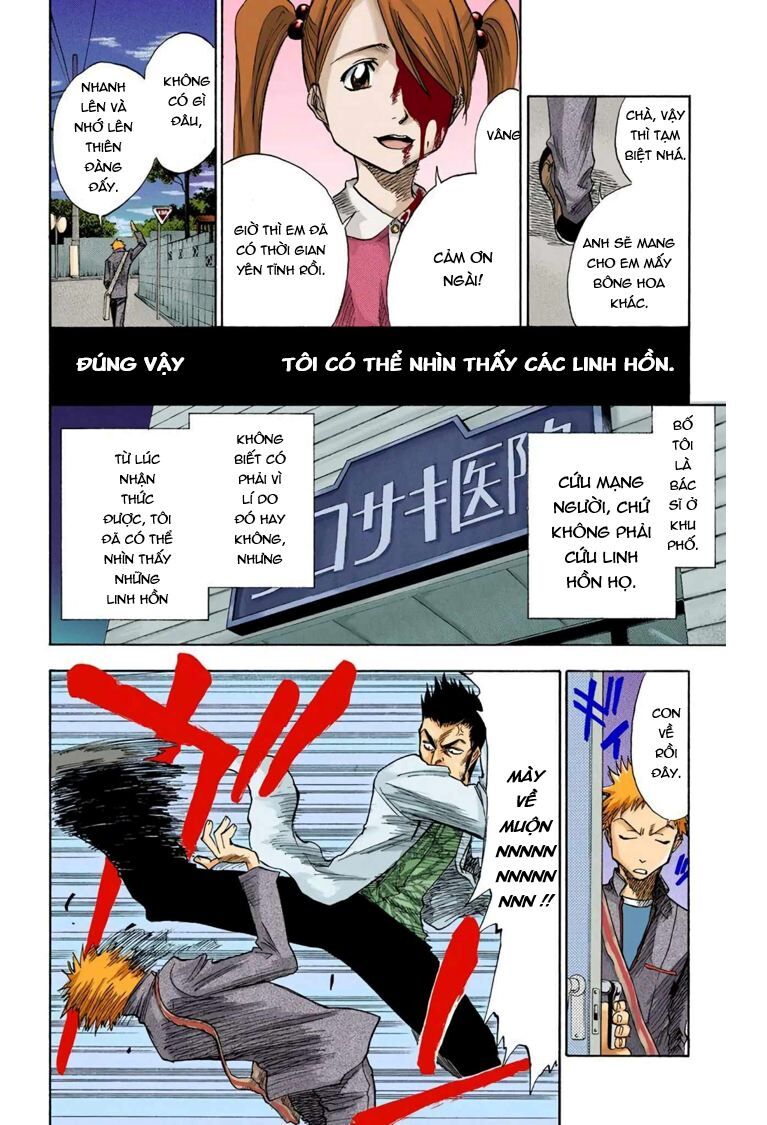 CHÀ, VẬY
THÌ TẠM
BIỆT NHÁ.
ANH SẼ MANG
CHO EM MẤY
BÔNG HOA
KHÁC.
VÂNG
CẢM ƠN
NGÀI!
GIỜ THÌ EM ĐÃ
CÓ THỜI GIAN
YÊN TĨNH RỒI.
KHÔNG
CÓ GÌ
ĐÂU,
NHANH
LÊN VÀ
NHỚ LÊN
THIÊN
ĐÀNG
ĐẤY.
ĐÚNG VẬY
TÔI CÓ THỂ NHÌN THẤY CÁC LINH HỒN.
BỐ
TÔI
LÀ
BÁC
SĨ Ở
KHU
PHỐ.
CỨU MẠNG
NGƯỜI, CHỨ
KHÔNG PHẢI
CỨU LINH
HỒN HỌ.
コサキ医院
KHÔNG
BIẾT CÓ
PHẢI VÌ
LÍ DO
ĐÓ HAY
KHÔNG,
NHƯNG
TỪ LÚC
NHẬN
THỨC
ĐƯỢC, TÔI
ĐÃ CÓ THỂ
NHÌN THẤY
NHỮNG
LINH HỒN
CON
VỀ
RỒI
ĐÂY.
MÀY
VỀ
MUỘN
NNNNN
NNNNN
NNN !!